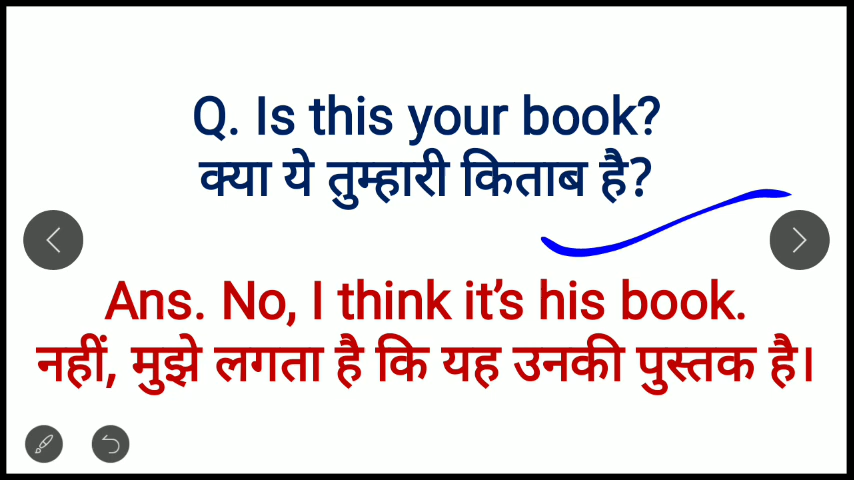 Q. Is this your book?
क्या ये तुम्हारी किताब है?
Ans. No, I think it’s his book.
नहीं, मुझे लगता है कि यह उनकी पुस्तक है।